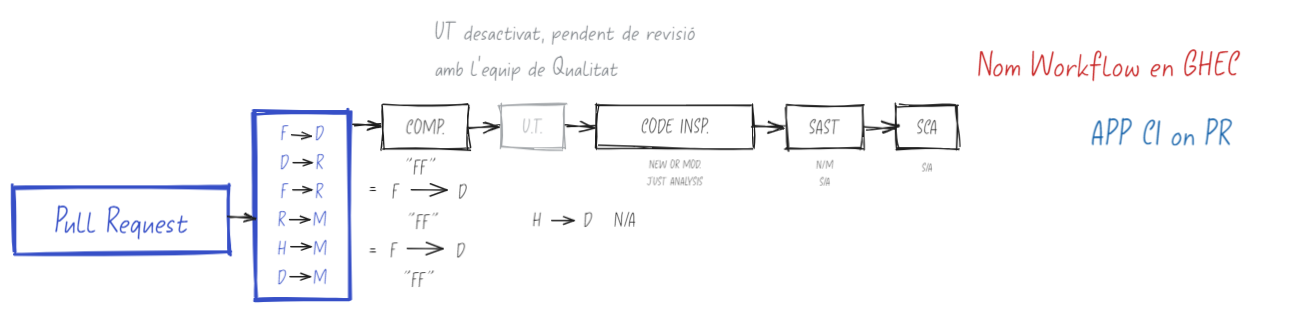 UT desactivat, pendent de revisió
amb l'equip de Qualitat
Nom Workflow en GHEC
APP CI on PR
Pull Request
F → D
D → R
F → R
R → M
H → M
D → M
COMP.
U.T.
CODE INSP.
SAST
SCA
"FF"
NEW OR MOD.
JUST ANALYSIS
N/M
S/A
S/A
= F → D
"FF"
H → D N/A
= F → D
"FF"